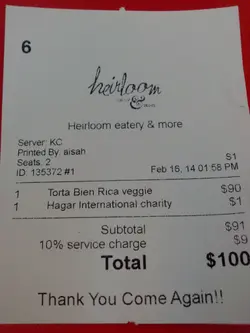 6
heirloom
&
Heirloom eatery & more
Server: KC
Printed By: aisah
Seats: 2 S1
ID: 135372 #1 Feb 16, 14 01:58 PM
1 Torta Bien Rica veggie $90
1 Hagar International charity $1
Subtotal $91
10% service charge $9
Total $100
Thank You Come Again!!